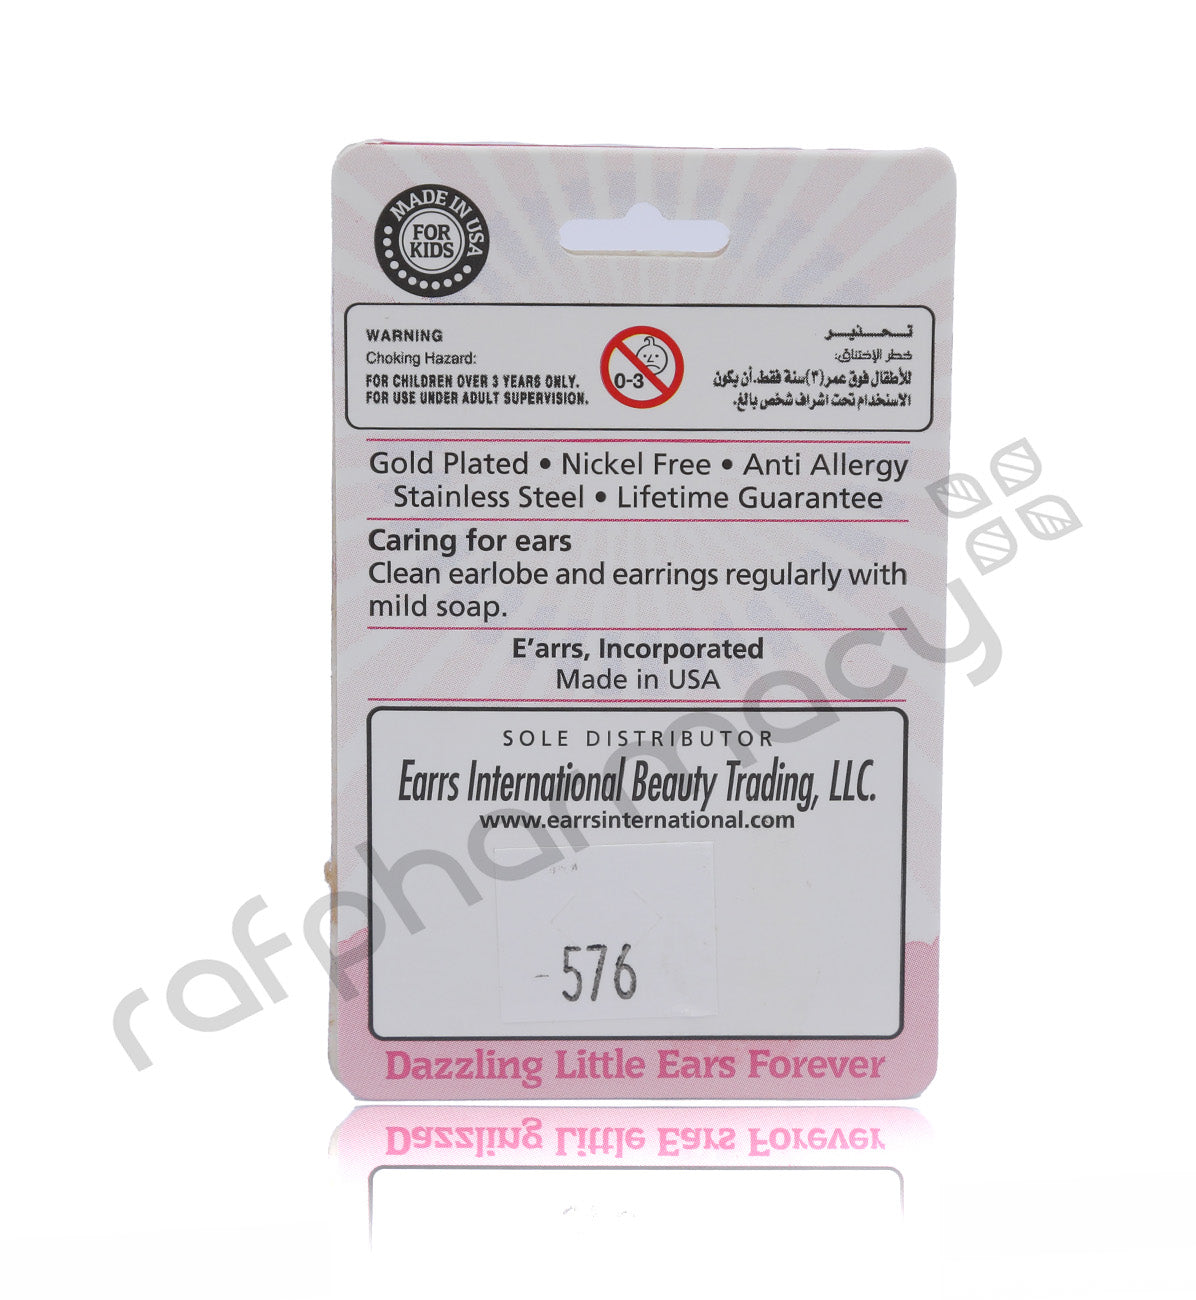 MADE IN USA
FOR
KIDS
WARNING
Choking Hazard:
FOR CHILDREN OVER 3 YEARS ONLY.
FOR USE UNDER ADULT SUPERVISION.
0-3
تحذير
خطر الإختناق:
للأطفال فوق عمر (٣) سنة فقط. أن يكون
الاستخدام تحت اشراف شخص بالغ.
Gold Plated • Nickel Free • Anti Allergy
Stainless Steel • Lifetime Guarantee
Caring for ears
Clean earlobe and earrings regularly with
mild soap.
E'arrs, Incorporated
Made in USA
SOLE DISTRIBUTOR
Earrs International Beauty Trading, LLC.
www.earrsinternational.com
-576
Dazzling Little Ears Forever
rafpharmacy